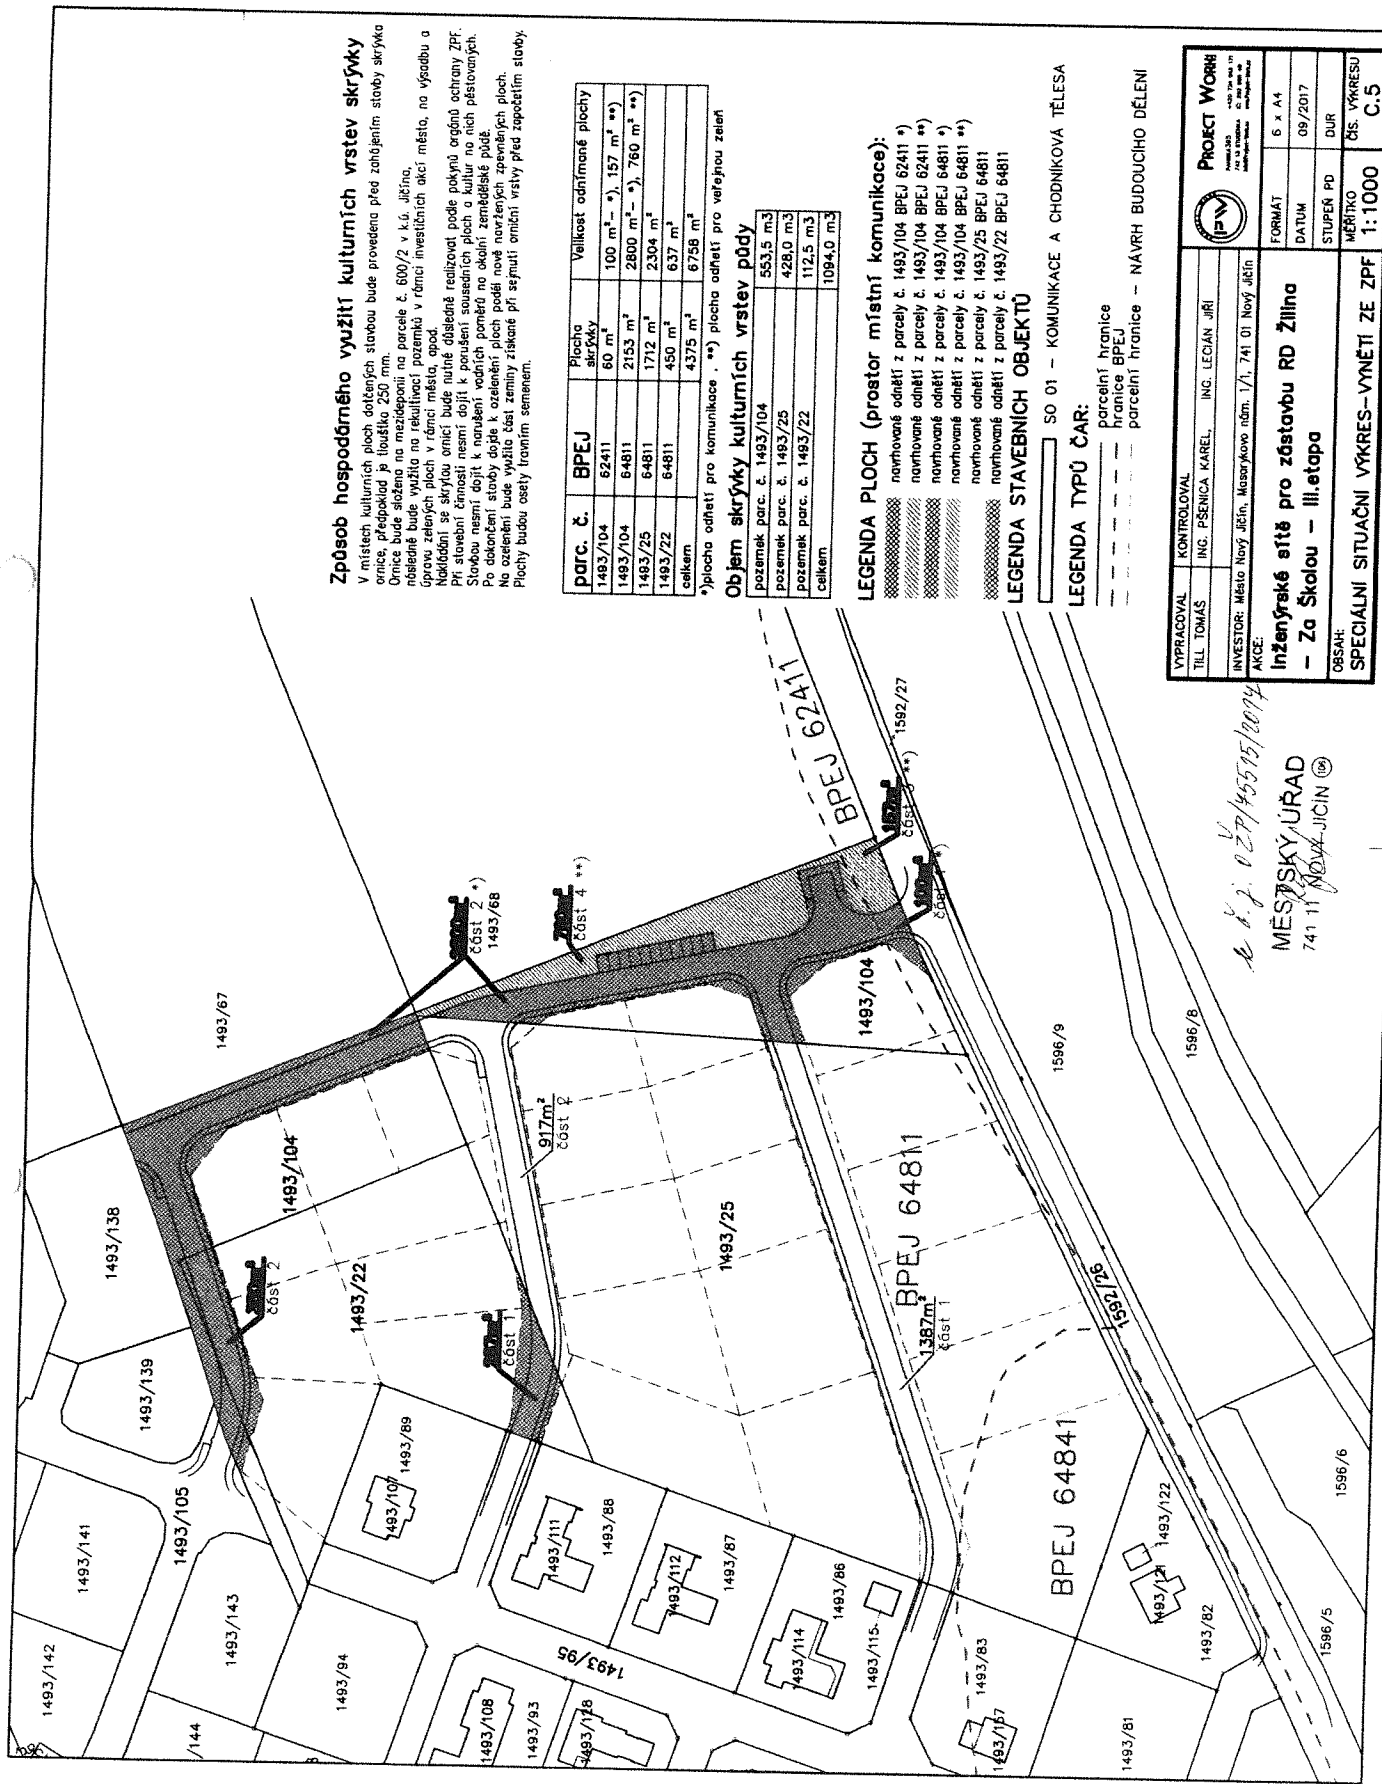 Způsob hospodárného využití kulturních vrstev skrývky
V místech kulturních ploch dotčených stavbou bude provedena před zahájením stavby skrývka
ornice, předpoklad je tloušťka 250 mm.
Ornice bude složena na mezideponii na parcele č. 600/2 v k.ú. Jičína,
následně bude využita na rekultivaci pozemků v rámci investičních akcí města, na výsadbu a
úpravu zelených ploch v rámci města, apod.
Nakládání se skrytou ornicí bude nutné důsledně realizovat podle pokynů orgánů ochrany ZPF.
Při stavební činnosti nesmí dojít k porušení sousedních ploch a kultur na nich pěstovaných.
Stavbou nesmí dojít k narušení vodních poměrů na okolní zemědělské půdě.
Po dokončení stavby dojde k ozelenění ploch podél nově navržených zpevněných ploch.
Na ozelenění bude využita část zeminy získané při sejmutí orniční vrstvy před započetím stavby.
Plochy budou osety travním semenem.
parc. č. BPEJ Plocha skrývky Velikost odnímané plochy
1493/104 62411 60 m² 100 m²– *), 157 m² **)
1493/104 64811 2153 m² 2800 m²– *), 760 m² **)
1493/25 64811 1712 m² 2304 m²
1493/22 64811 450 m² 637 m²
celkem 4375 m² 6758 m²
*)plocha odnětí pro komunikace , **) plocha odnětí pro veřejnou zeleň
Objem skrývky kulturních vrstev půdy
pozemek parc. č. 1493/104 553,5 m3
pozemek parc. č. 1493/25 428,0 m3
pozemek parc. č. 1493/22 112,5 m3
celkem 1094,0 m3
LEGENDA PLOCH (prostor místní komunikace):
navrhované odnětí z parcely č. 1493/104 BPEJ 62411 *)
navrhované odnětí z parcely č. 1493/104 BPEJ 62411 **)
navrhované odnětí z parcely č. 1493/104 BPEJ 64811 *)
navrhované odnětí z parcely č. 1493/104 BPEJ 64811 **)
navrhované odnětí z parcely č. 1493/25 BPEJ 64811
navrhované odnětí z parcely č. 1493/22 BPEJ 64811
LEGENDA STAVEBNÍCH OBJEKTŮ
SO 01 – KOMUNIKACE A CHODNÍKOVÁ TĚLESA
LEGENDA TYPŮ ČAR:
parcelní hranice
hranice BPEJ
parcelní hranice – NÁVRH BUDOUCÍHO DĚLENÍ
VYPRACOVAL KONTROLOVAL
TILL TOMÁŠ ING. PSENICA KAREL, ING. LECIÁN JIŘÍ
PROJECT WORK
INVESTOR: Město Nový Jičín, Masarykovo nám. 1/1, 741 01 Nový Jičín
AKCE:
Inženýrské sítě pro zástavbu RD Žilina
– Za Školou – III.etapa
FORMÁT 6 x A4
DATUM 09/2017
STUPEŇ PD DUR
OBSAH:
SPECIÁLNÍ SITUAČNÍ VÝKRES–VYNĚTÍ ZE ZPF
MĚŘÍTKO
1:1000
ČÍS. VÝKRESU
C.5
MĚSTSKÝ ÚŘAD
741 11 NOVÝ JIČÍN
1493/142
1493/141
1493/105
1493/139
1493/138
1493/67
/144
1493/143
1493/94
1493/107
1493/89
1493/22
1493/104
část 2
část 1
část 2 *)
1493/68
část 4 **)
1493/108
1493/93
1493/128
1493/95
1493/111
1493/88
1493/112
1493/87
917m²
část 2
1493/25
1493/104
BPEJ 62411
1592/27
1493/114
1493/86
1493/115
1387m²
část 1
BPEJ 64811
BPEJ 64841
1493/83
1493/157
1493/81
1493/82
1493/121
1493/122
1592/26
1596/9
1596/8
1596/6
1596/5